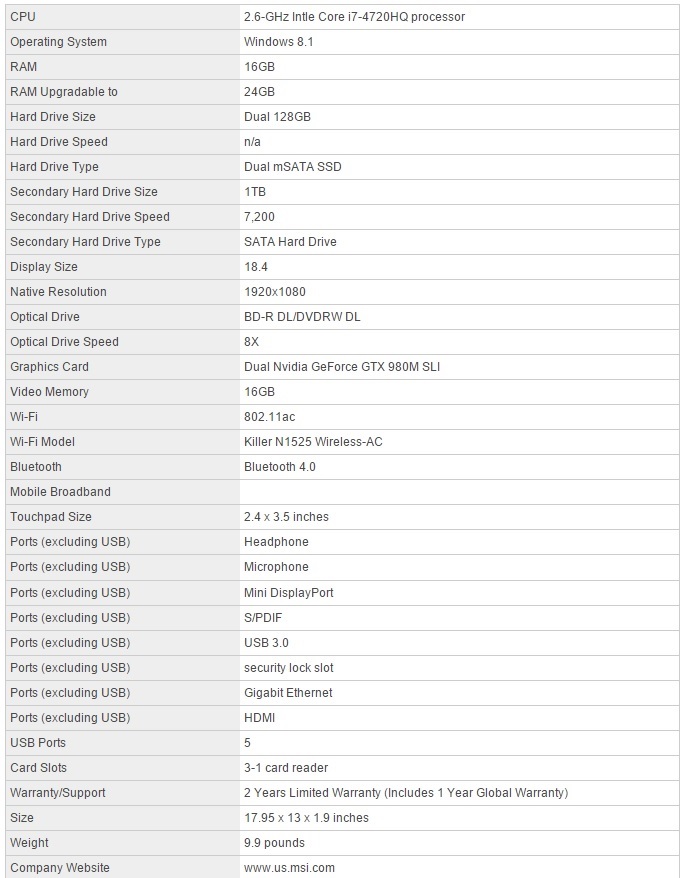 CPU 2.6-GHz Intle Core i7-4720HQ processor
Operating System Windows 8.1
RAM 16GB
RAM Upgradable to 24GB
Hard Drive Size Dual 128GB
Hard Drive Speed n/a
Hard Drive Type Dual mSATA SSD
Secondary Hard Drive Size 1TB
Secondary Hard Drive Speed 7,200
Secondary Hard Drive Type SATA Hard Drive
Display Size 18.4
Native Resolution 1920x1080
Optical Drive BD-R DL/DVDRW DL
Optical Drive Speed 8X
Graphics Card Dual Nvidia GeForce GTX 980M SLI
Video Memory 16GB
Wi-Fi 802.11ac
Wi-Fi Model Killer N1525 Wireless-AC
Bluetooth Bluetooth 4.0
Mobile Broadband
Touchpad Size 2.4 x 3.5 inches
Ports (excluding USB) Headphone
Ports (excluding USB) Microphone
Ports (excluding USB) Mini DisplayPort
Ports (excluding USB) S/PDIF
Ports (excluding USB) USB 3.0
Ports (excluding USB) security lock slot
Ports (excluding USB) Gigabit Ethernet
Ports (excluding USB) HDMI
USB Ports 5
Card Slots 3-1 card reader
Warranty/Support 2 Years Limited Warranty (Includes 1 Year Global Warranty)
Size 17.95 x 13 x 1.9 inches
Weight 9.9 pounds
Company Website www.us.msi.com